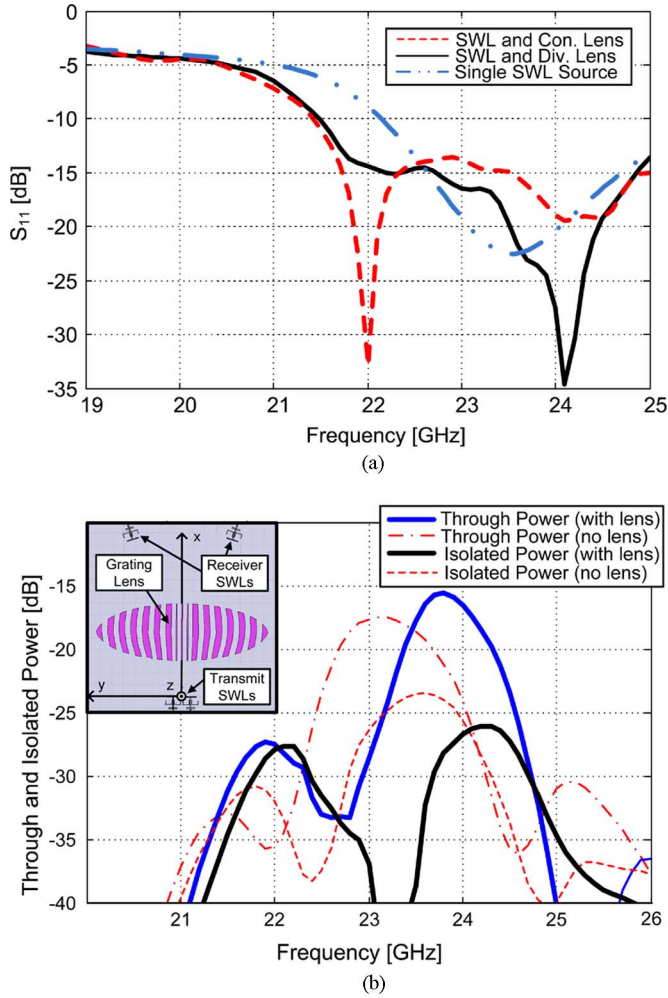 0
-5
-10
-15
-20
-25
-30
-35
S11 [dB]
SWL and Con. Lens
SWL and Div. Lens
Single SWL Source
19 20 21 22 23 24 25
Frequency [GHz]
(a)
-10
-15
-20
-25
-30
-35
-40
Through and Isolated Power [dB]
Through Power (with lens)
Through Power (no lens)
Isolated Power (with lens)
Isolated Power (no lens)
x
Grating
Lens
Receiver
SWLs
y
z
Transmit
SWLs
21 22 23 24 25 26
Frequency [GHz]
(b)